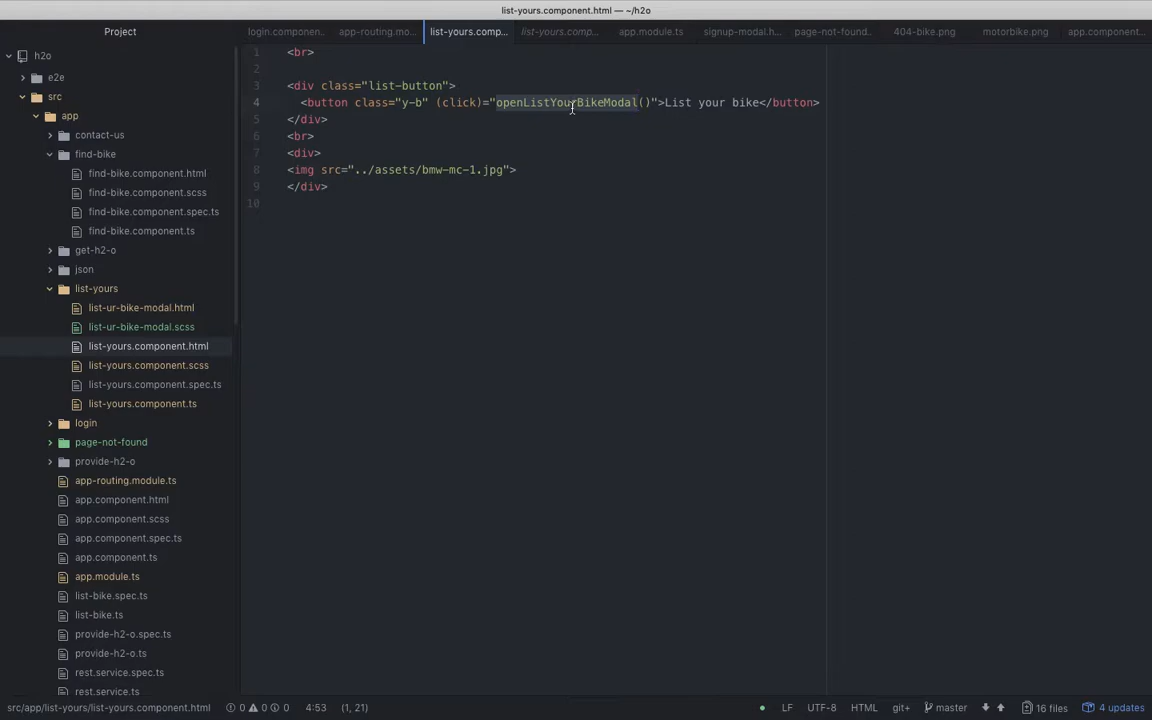 list-yours.component.html — ~/h2o
Project
login.componen..
app-routing.mo...
list-yours.comp...
list-yours.comp...
app.module.ts
signup-modal.h...
page-not-found..
404-bike.png
motorbike.png
app.component...
h2o
e2e
src
app
contact-us
find-bike
find-bike.component.html
find-bike.component.scss
find-bike.component.spec.ts
find-bike.component.ts
get-h2-o
json
list-yours
list-ur-bike-modal.html
list-ur-bike-modal.scss
list-yours.component.html
list-yours.component.scss
list-yours.component.spec.ts
list-yours.component.ts
login
page-not-found
provide-h2-o
app-routing.module.ts
app.component.html
app.component.scss
app.component.spec.ts
app.component.ts
app.module.ts
list-bike.spec.ts
list-bike.ts
provide-h2-o.spec.ts
provide-h2-o.ts
rest.service.spec.ts
rest.service.ts
1 <br>
2
3 <div class="list-button">
4 <button class="y-b" (click)="openListYourBikeModal()">List your bike</button>
5 </div>
6 <br>
7 <div>
8 <img src="../assets/bmw-mc-1.jpg">
9 </div>
10
src/app/list-yours/list-yours.component.html 0 0 0 4:53 (1, 21) LF UTF-8 HTML git+ master 16 files 4 updates